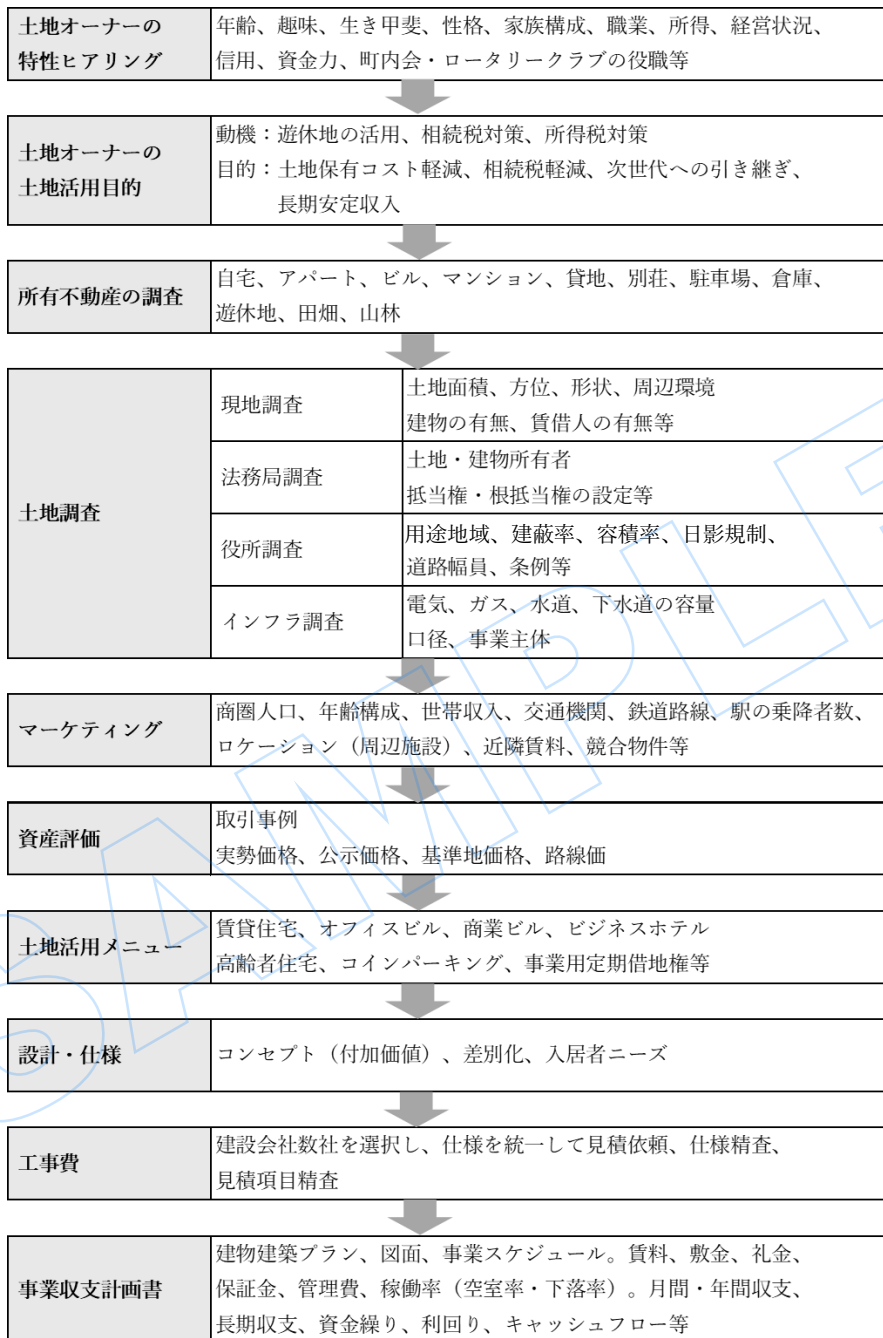 土地オーナーの
特性ヒアリング
年齢、趣味、生き甲斐、性格、家族構成、職業、所得、経営状況、
信用、資金力、町内会・ロータリークラブの役職等
土地オーナーの
土地活用目的
動機：遊休地の活用、相続税対策、所得税対策
目的：土地保有コスト軽減、相続税軽減、次世代への引き継ぎ、
長期安定収入
所有不動産の調査
自宅、アパート、ビル、マンション、貸地、別荘、駐車場、倉庫、
遊休地、田畑、山林
土地調査
現地調査
土地面積、方位、形状、周辺環境
建物の有無、賃借人の有無等
法務局調査
土地・建物所有者
抵当権・根抵当権の設定等
役所調査
用途地域、建蔽率、容積率、日影規制、
道路幅員、条例等
インフラ調査
電気、ガス、水道、下水道の容量
口径、事業主体
マーケティング
商圏人口、年齢構成、世帯収入、交通機関、鉄道路線、駅の乗降者数、
ロケーション（周辺施設）、近隣賃料、競合物件等
資産評価
取引事例
実勢価格、公示価格、基準地価格、路線価
土地活用メニュー
賃貸住宅、オフィスビル、商業ビル、ビジネスホテル
高齢者住宅、コインパーキング、事業用定期借地権等
設計・仕様
コンセプト（付加価値）、差別化、入居者ニーズ
工事費
建設会社数社を選択し、仕様を統一して見積依頼、仕様精査、
見積項目精査
事業収支計画書
建物建築プラン、図面、事業スケジュール。賃料、敷金、礼金、
保証金、管理費、稼働率（空室率・下落率）。月間・年間収支、
長期収支、資金繰り、利回り、キャッシュフロー等
SAMPLE